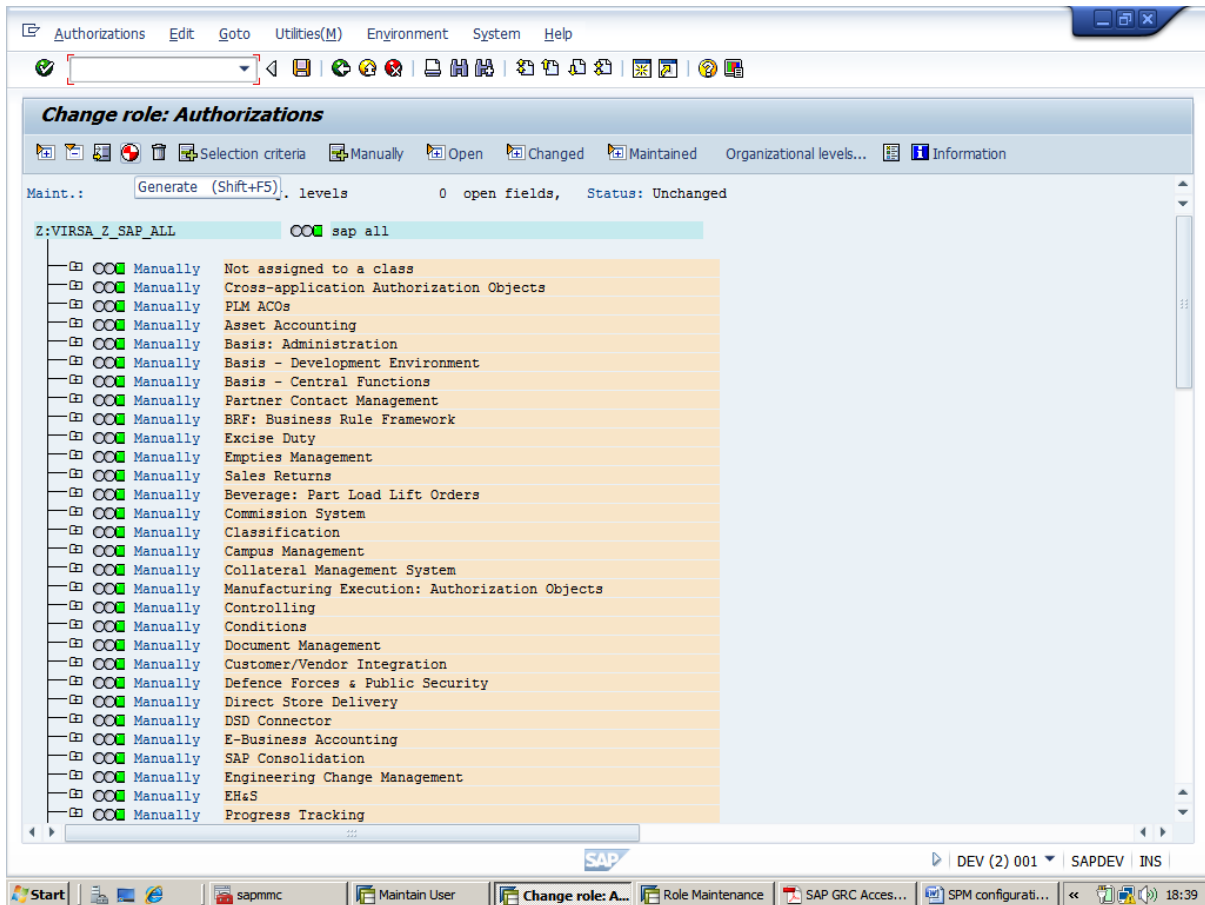 Authorizations Edit Goto Utilities(M) Environment System Help
Change role: Authorizations
Selection criteria Manually Open Changed Maintained Organizational levels... Information
Maint.: . levels 0 open fields, Status: Unchanged
Generate (Shift+F5)
Z:VIRSA_Z_SAP_ALL sap all
Manually Not assigned to a class
Manually Cross-application Authorization Objects
Manually PLM ACOs
Manually Asset Accounting
Manually Basis: Administration
Manually Basis - Development Environment
Manually Basis - Central Functions
Manually Partner Contact Management
Manually BRF: Business Rule Framework
Manually Excise Duty
Manually Empties Management
Manually Sales Returns
Manually Beverage: Part Load Lift Orders
Manually Commission System
Manually Classification
Manually Campus Management
Manually Collateral Management System
Manually Manufacturing Execution: Authorization Objects
Manually Controlling
Manually Conditions
Manually Document Management
Manually Customer/Vendor Integration
Manually Defence Forces & Public Security
Manually Direct Store Delivery
Manually DSD Connector
Manually E-Business Accounting
Manually SAP Consolidation
Manually Engineering Change Management
Manually EH&S
Manually Progress Tracking
SAP DEV (2) 001 SAPDEV INS
Start sapmmc Maintain User Change role: A... Role Maintenance SAP GRC Acces... SPM configurati... « 18:39